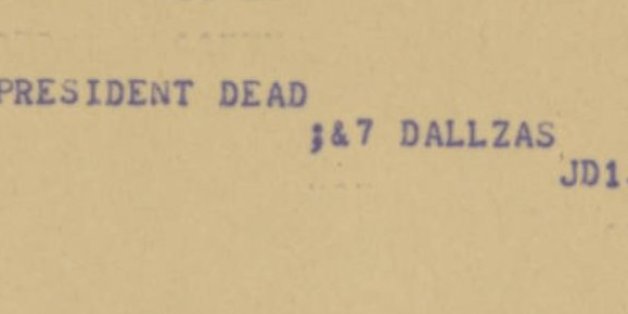 PRESIDENT DEAD
;&7 DALLZAS
JD1